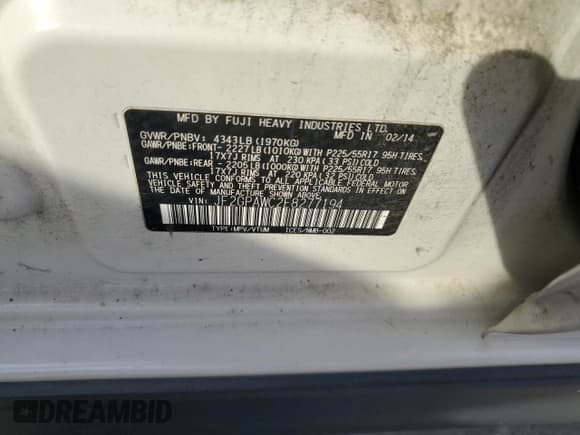 MFD BY FUJI HEAVY INDUSTRIES, LTD.
GVWR/PNBV: 4343LB (1970KG) MFD IN 02/14
GAWR/PNBE:FRONT- 2227LB(1010KG)WITH P225/55R17 95H TIRES,
17X7J RIMS AT 230 KPA(33 PSI)COLD
GAWR/PNBE:REAR - 2205LB(1000KG)WITH P225/55R17 95H TIRES,
17X7J RIMS AT 220 KPA(32 PSI)COLD
THIS VEHICLE CONFORMS TO ALL APPLICABLE FEDERAL MOTOR
VEHICLE SAFETY AND BUMPER STANDARDS IN EFFECT ON
THE DATE OF MANUFACTURE SHOWN ABOVE.
VIN:
TYPE:MPV/VTUM ICES/NMB-002
DREAMBID